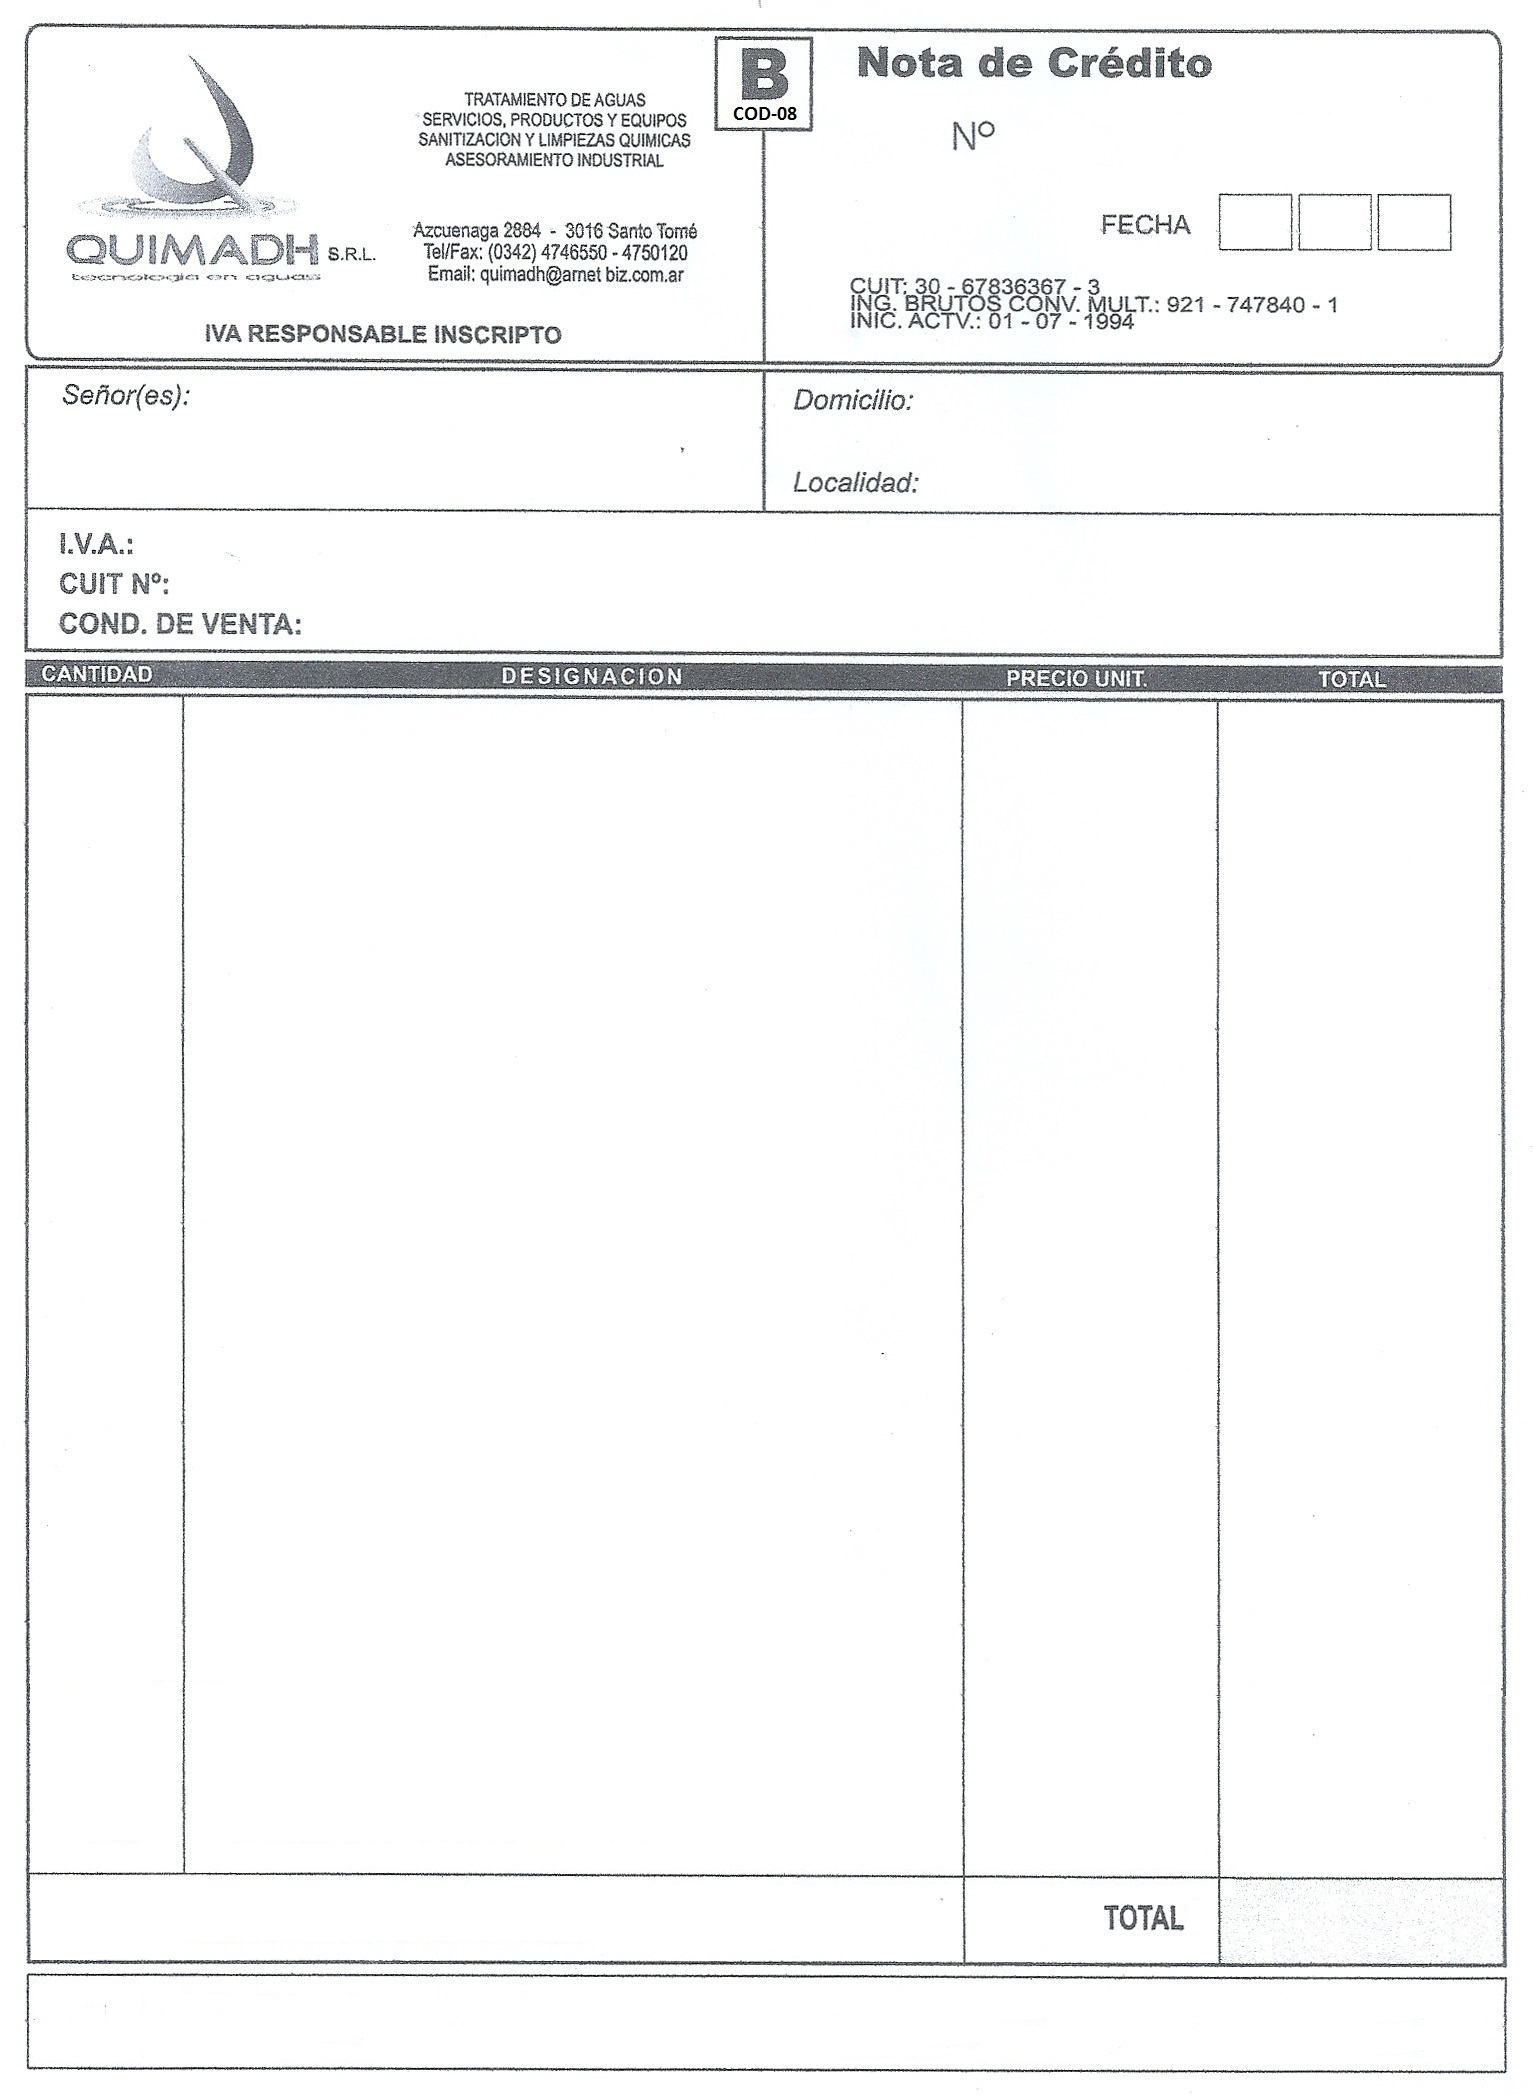 B
COD-08
Nota de Crédito
Nº
TRATAMIENTO DE AGUAS
SERVICIOS, PRODUCTOS Y EQUIPOS
SANITIZACION Y LIMPIEZAS QUIMICAS
ASESORAMIENTO INDUSTRIAL
QUIMADH S.R.L.
tecnologia en aguas
Azcuenaga 2884 - 3016 Santo Tomé
Tel/Fax: (0342) 4746550 - 4750120
Email: quimadh@arnet biz.com.ar
IVA RESPONSABLE INSCRIPTO
FECHA
CUIT: 30 - 67836367 - 3
ING. BRUTOS CONV. MULT.: 921 - 747840 - 1
INIC. ACTV.: 01 - 07 - 1994
Señor(es):
Domicilio:
Localidad:
I.V.A.:
CUIT Nº:
COND. DE VENTA:
CANTIDAD DESIGNACION PRECIO UNIT. TOTAL
TOTAL